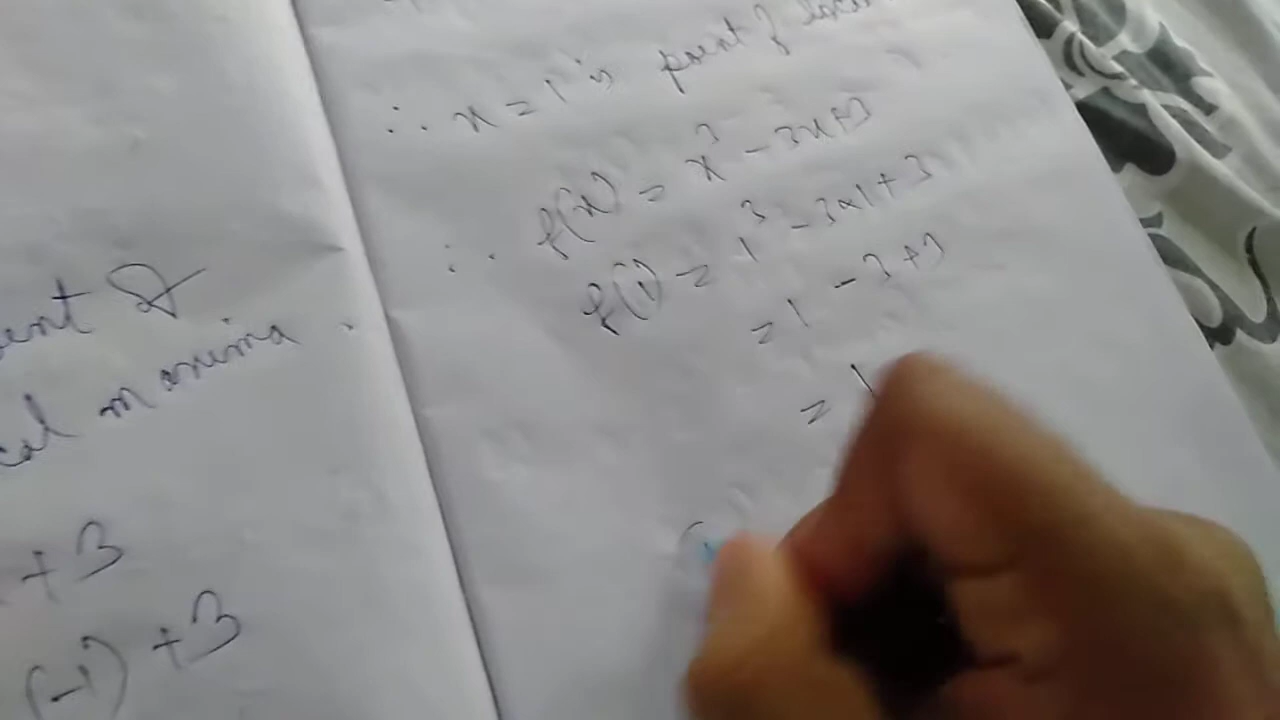 ent of
cal maxima.
+3
(-1) +3
∴ x = 1 is point of local
∴ f(x) = x³ - 3x+3
f(1) = 1³ - 3×1+3
= 1 - 3+3
= 1